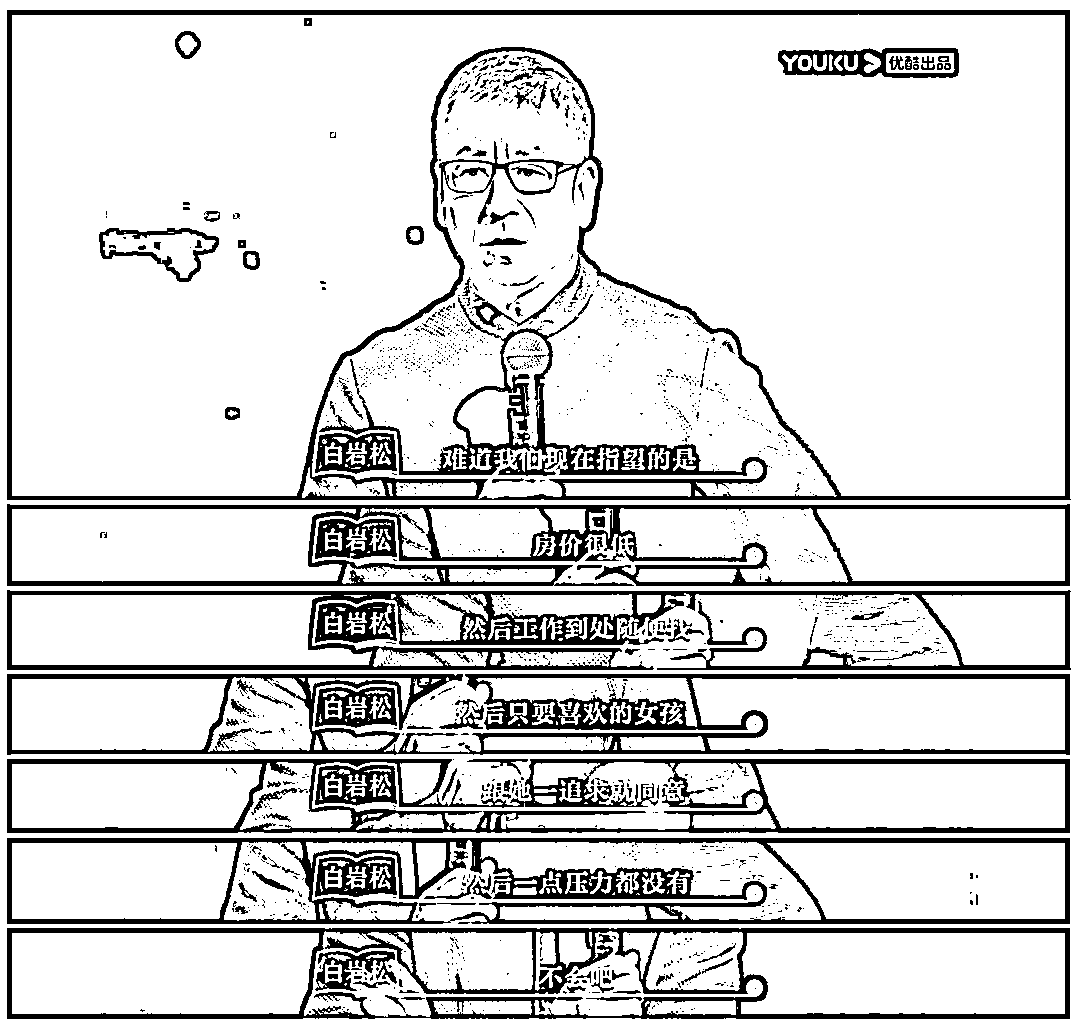 YOUKU 优酷出品
白岩松 难道我们现在指望的是
白岩松 房价很低
白岩松 然后工作到处随便找
白岩松 然后只要喜欢的女孩
白岩松 跟她一追求就同意
白岩松 然后一点压力都没有
白岩松 不会吧